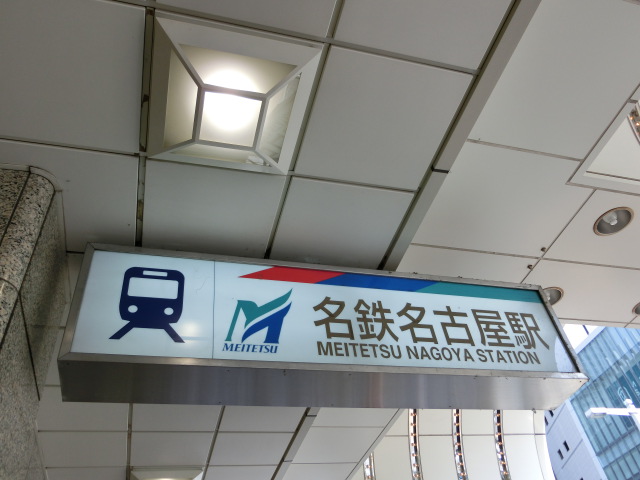 名鉄名古屋駅
MEITETSU NAGOYA STATION
MEITETSU